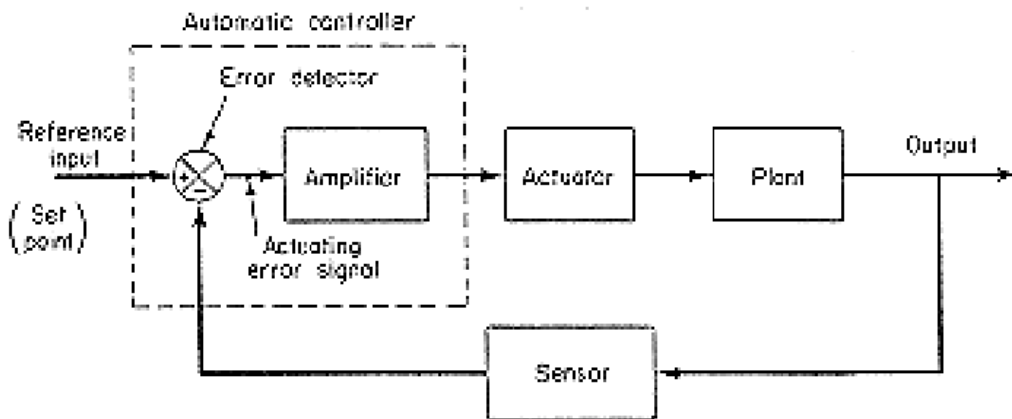 Automatic controller
Error detector
Reference
input
(Set
point)
+
−
Actuating
error signal
Amplifier
Actuator
Plant
Output
Sensor